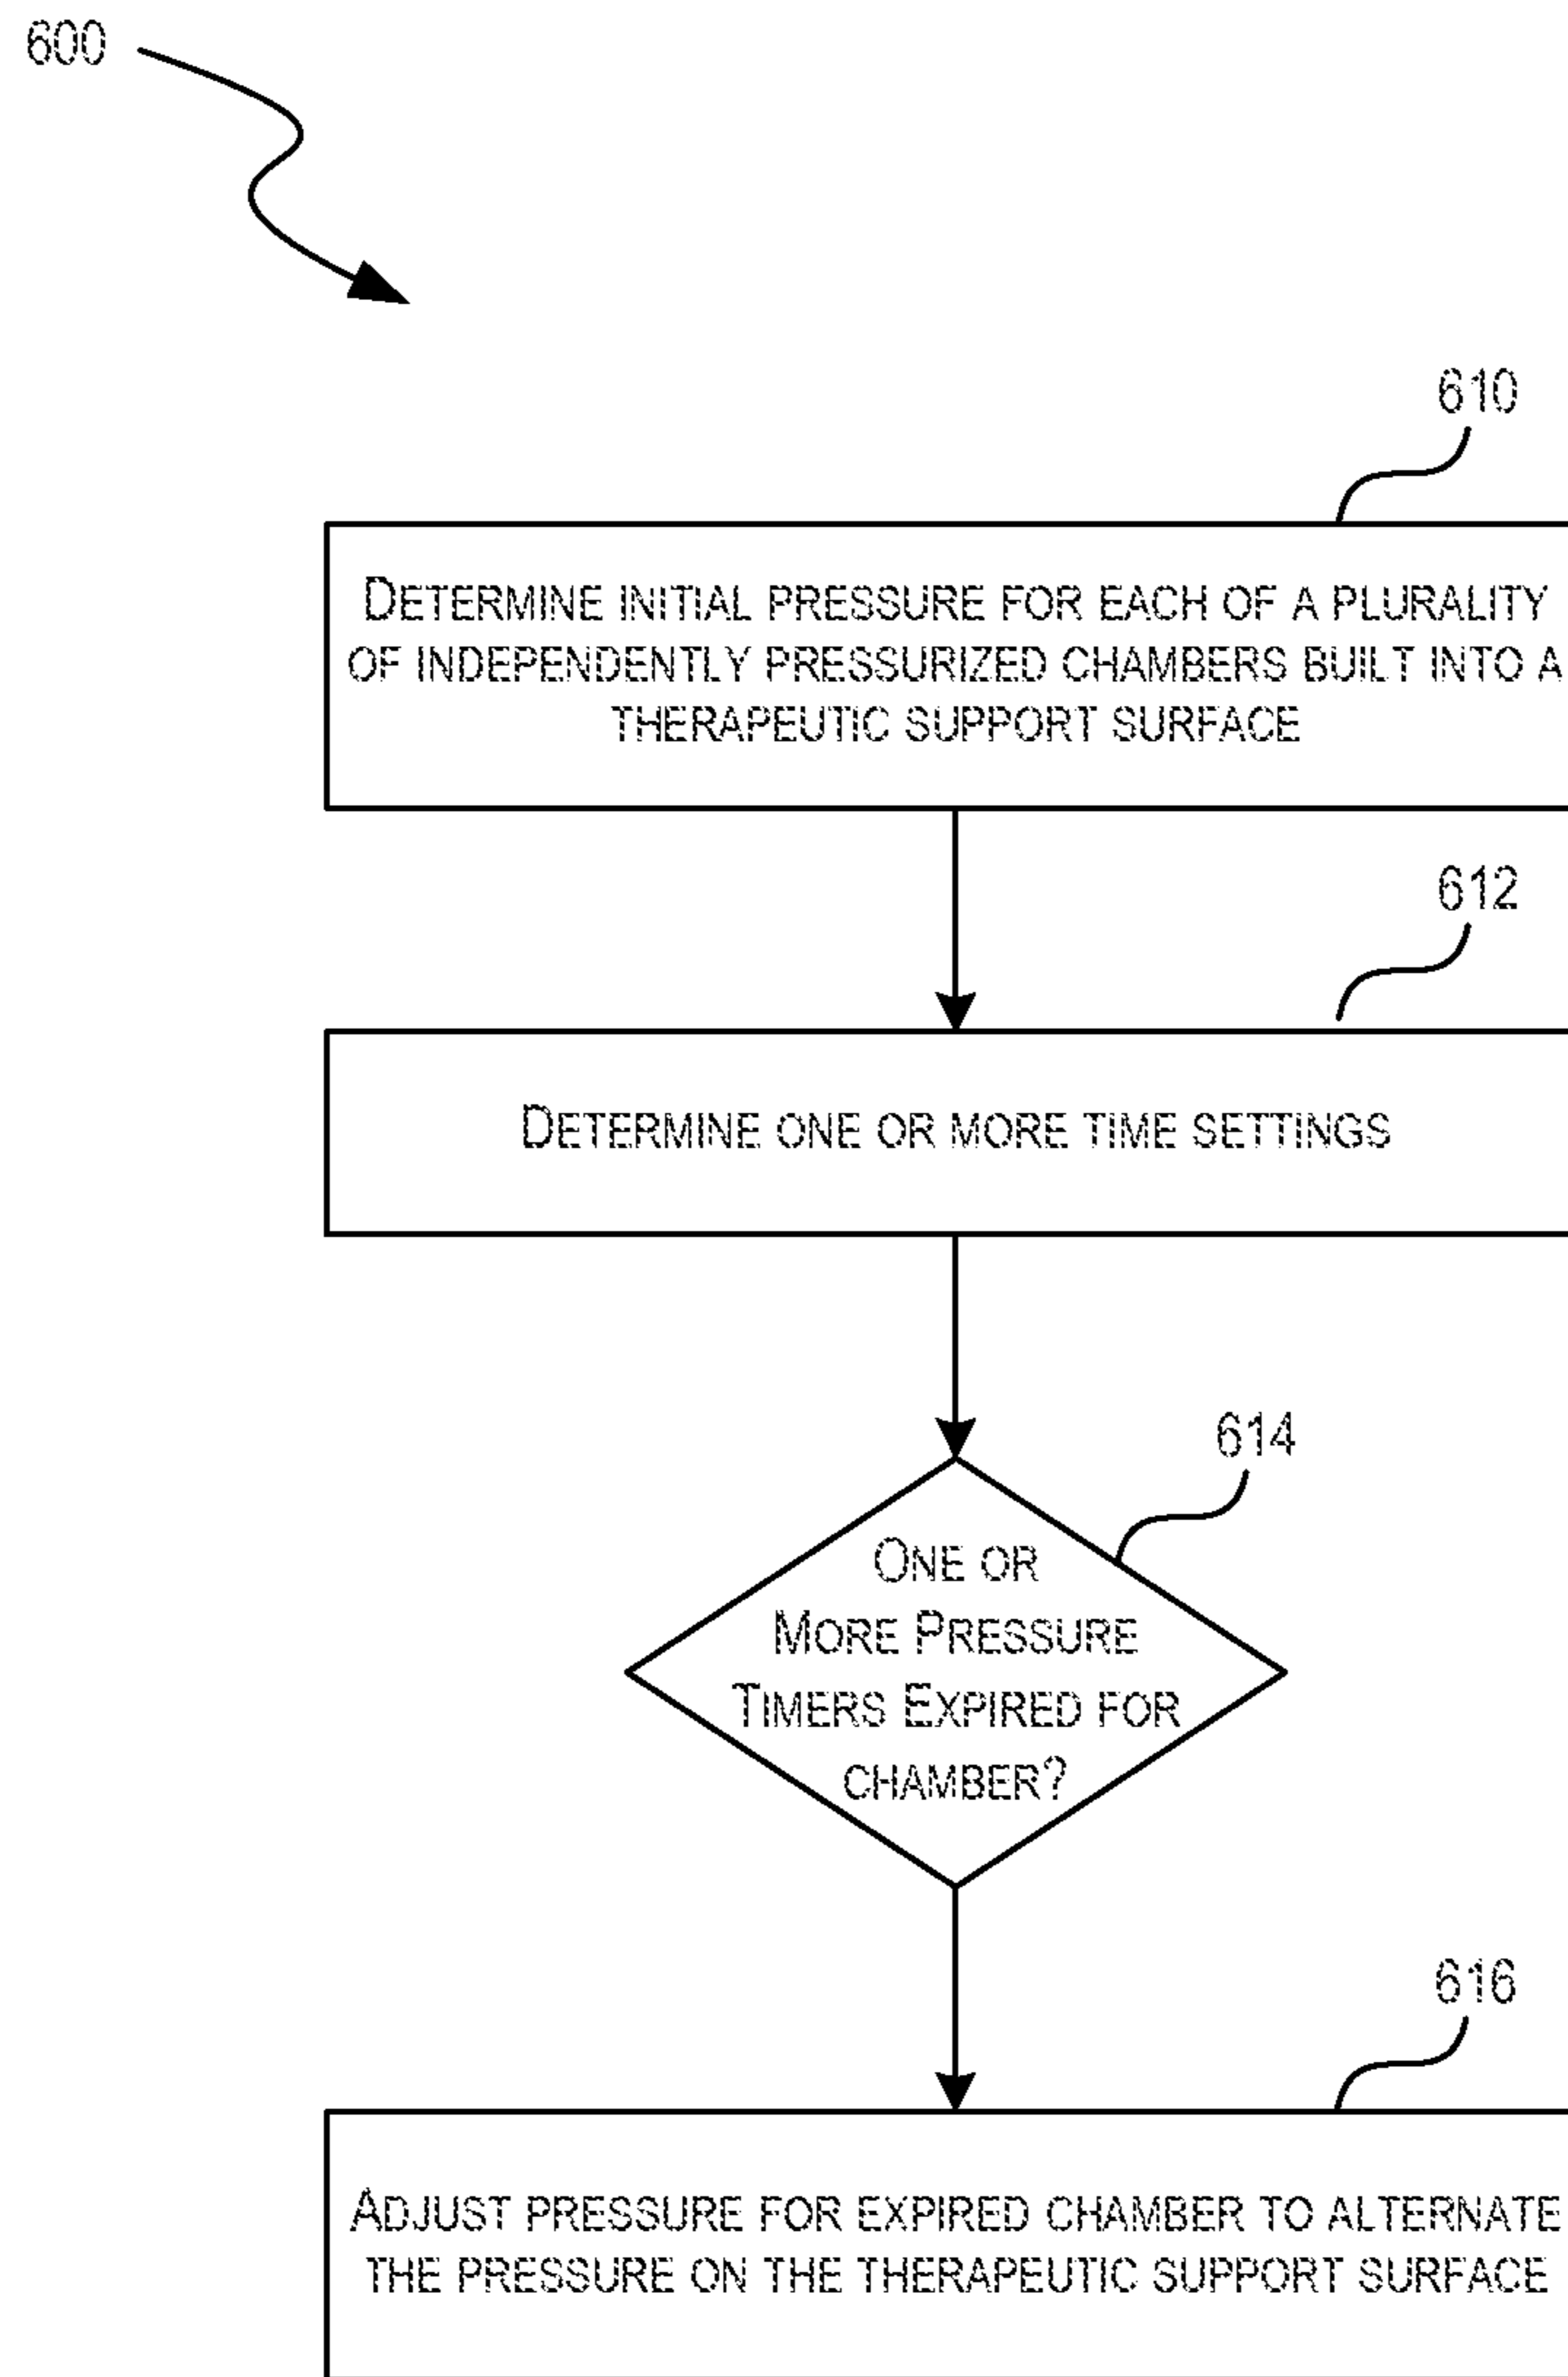 600
610
DETERMINE INITIAL PRESSURE FOR EACH OF A PLURALITY
OF INDEPENDENTLY PRESSURIZED CHAMBERS BUILT INTO A
THERAPEUTIC SUPPORT SURFACE
612
DETERMINE ONE OR MORE TIME SETTINGS
614
ONE OR
MORE PRESSURE
TIMERS EXPIRED FOR
CHAMBER?
616
ADJUST PRESSURE FOR EXPIRED CHAMBER TO ALTERNATE
THE PRESSURE ON THE THERAPEUTIC SUPPORT SURFACE